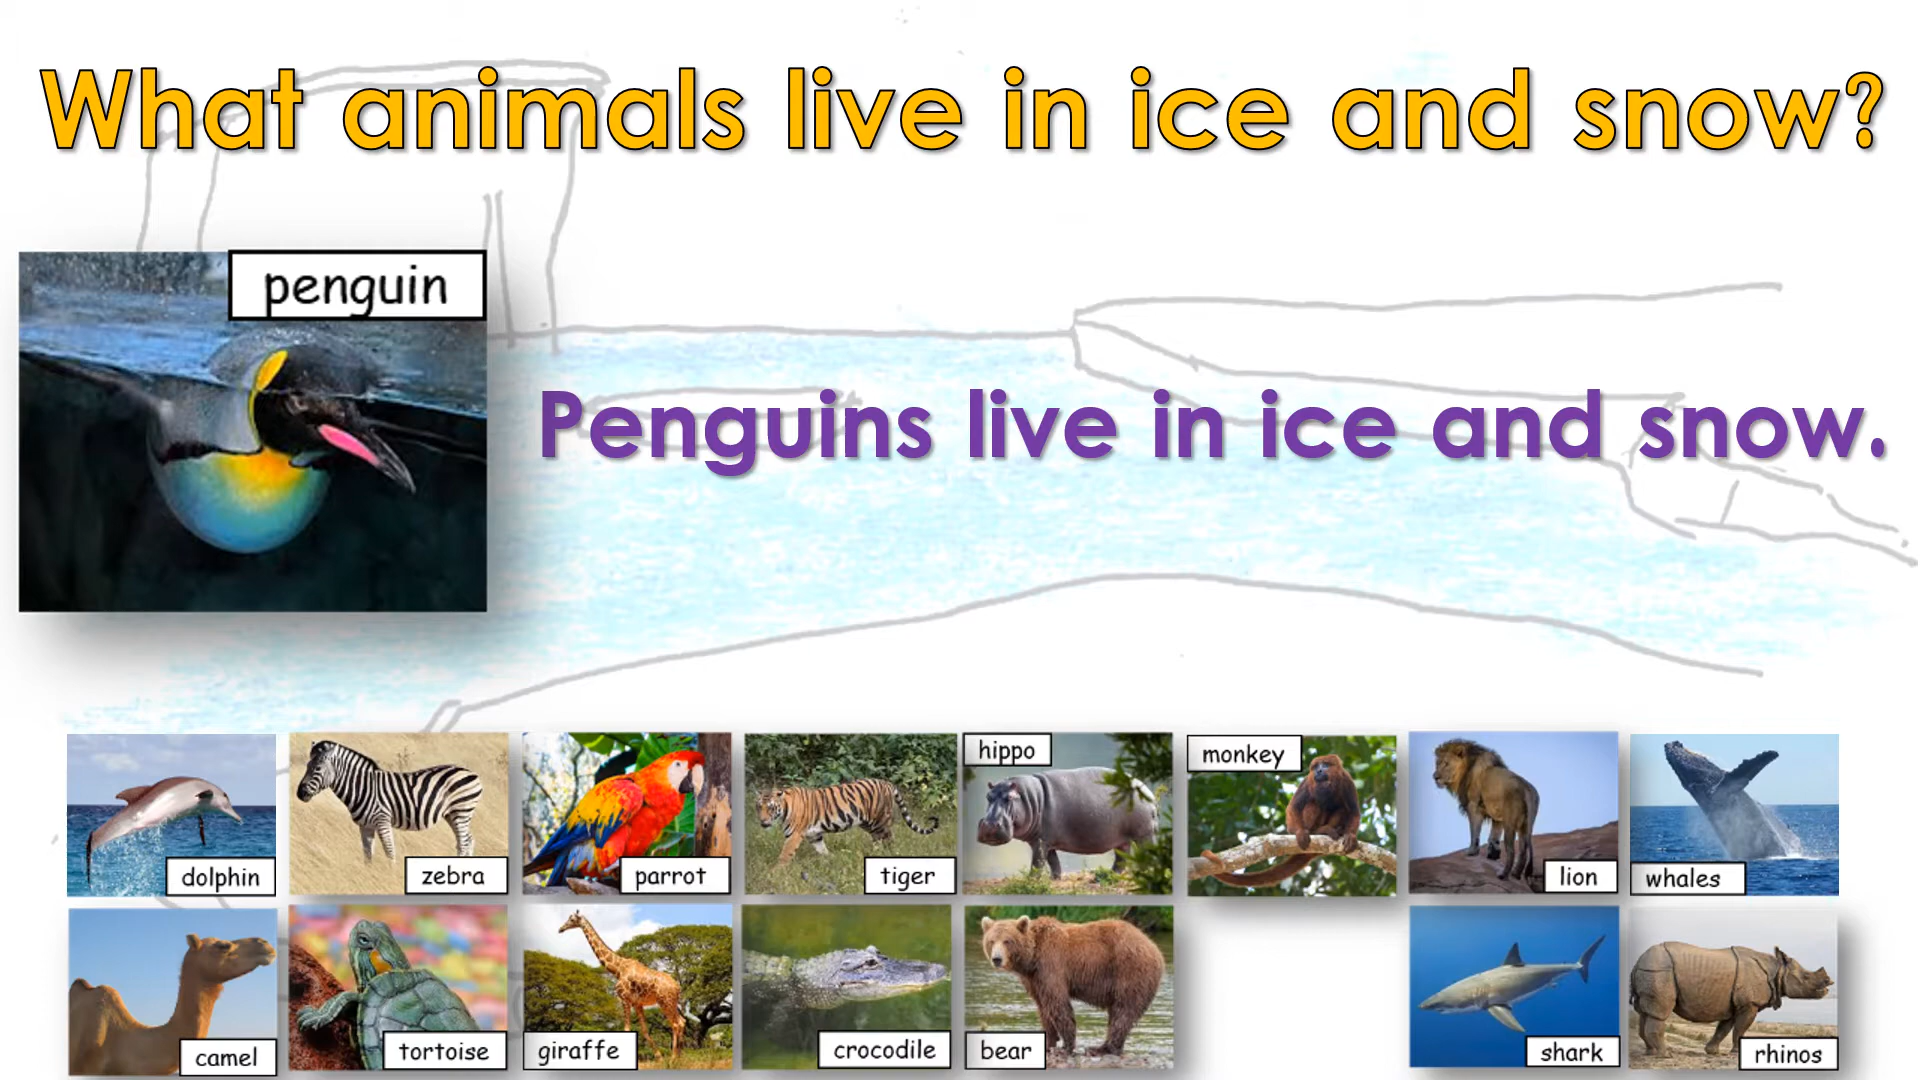 What animals live in ice and snow?
penguin
Penguins live in ice and snow.
dolphin
zebra
parrot
tiger
hippo
monkey
lion
whales
camel
tortoise
giraffe
crocodile
bear
shark
rhinos